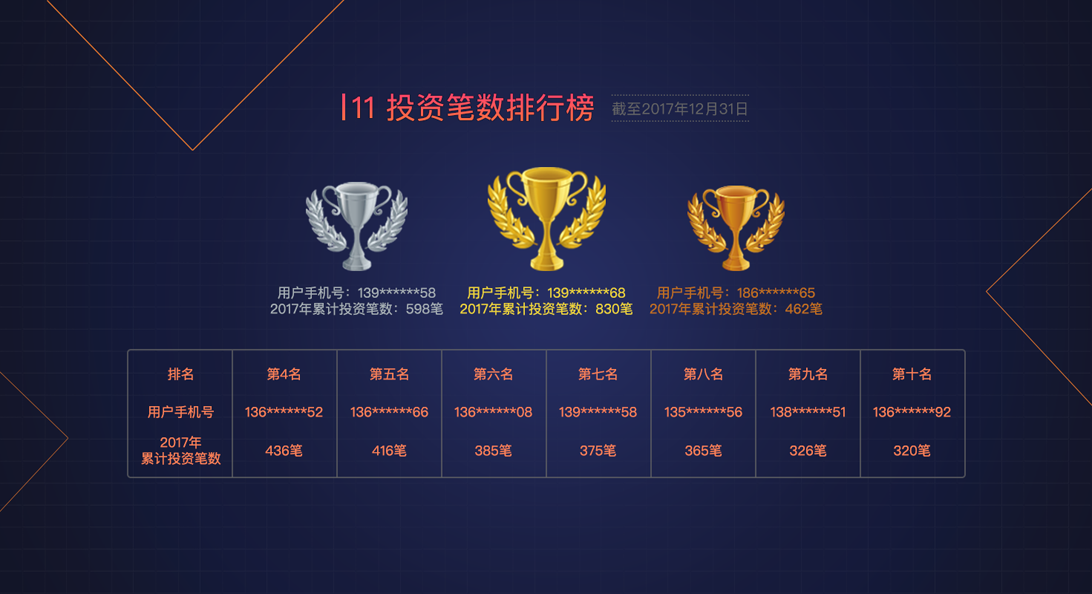 11 投资笔数排行榜 截至2017年12月31日
用户手机号：139******58
2017年累计投资笔数：598笔
用户手机号：139******68
2017年累计投资笔数：830笔
用户手机号：186******65
2017年累计投资笔数：462笔
排名 第4名 第五名 第六名 第七名 第八名 第九名 第十名
用户手机号 136******52 136******66 136******08 139******58 135******56 138******51 136******92
2017年
累计投资笔数 436笔 416笔 385笔 375笔 365笔 326笔 320笔